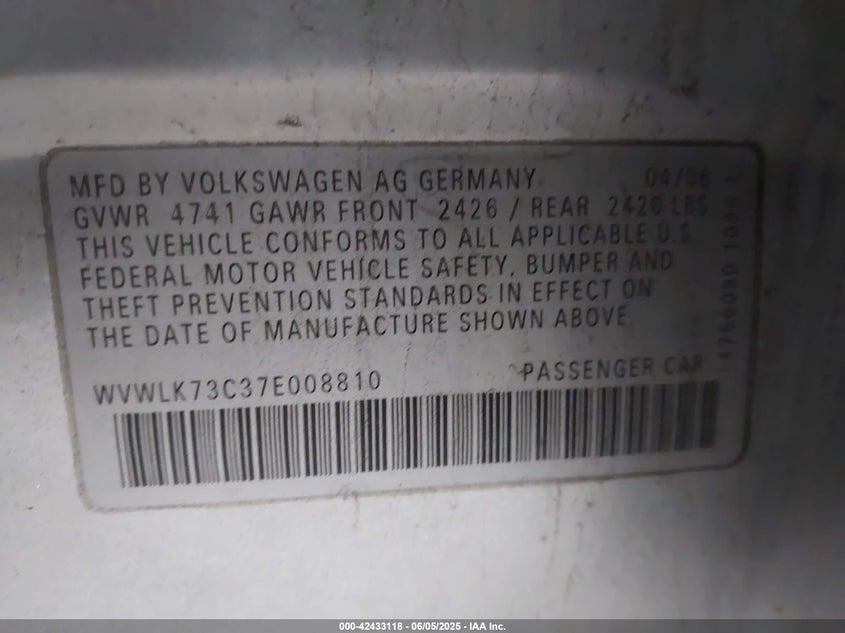 MFD BY VOLKSWAGEN AG GERMANY 04/06
GVWR 4741 GAWR FRONT 2426 / REAR 2426 LBS
THIS VEHICLE CONFORMS TO ALL APPLICABLE U.S
FEDERAL MOTOR VEHICLE SAFETY, BUMPER AND
THEFT PREVENTION STANDARDS IN EFFECT ON
THE DATE OF MANUFACTURE SHOWN ABOVE
WVWLK73C37E008810 PASSENGER CAR
000-42433118 - 06/05/2025 - IAA Inc.